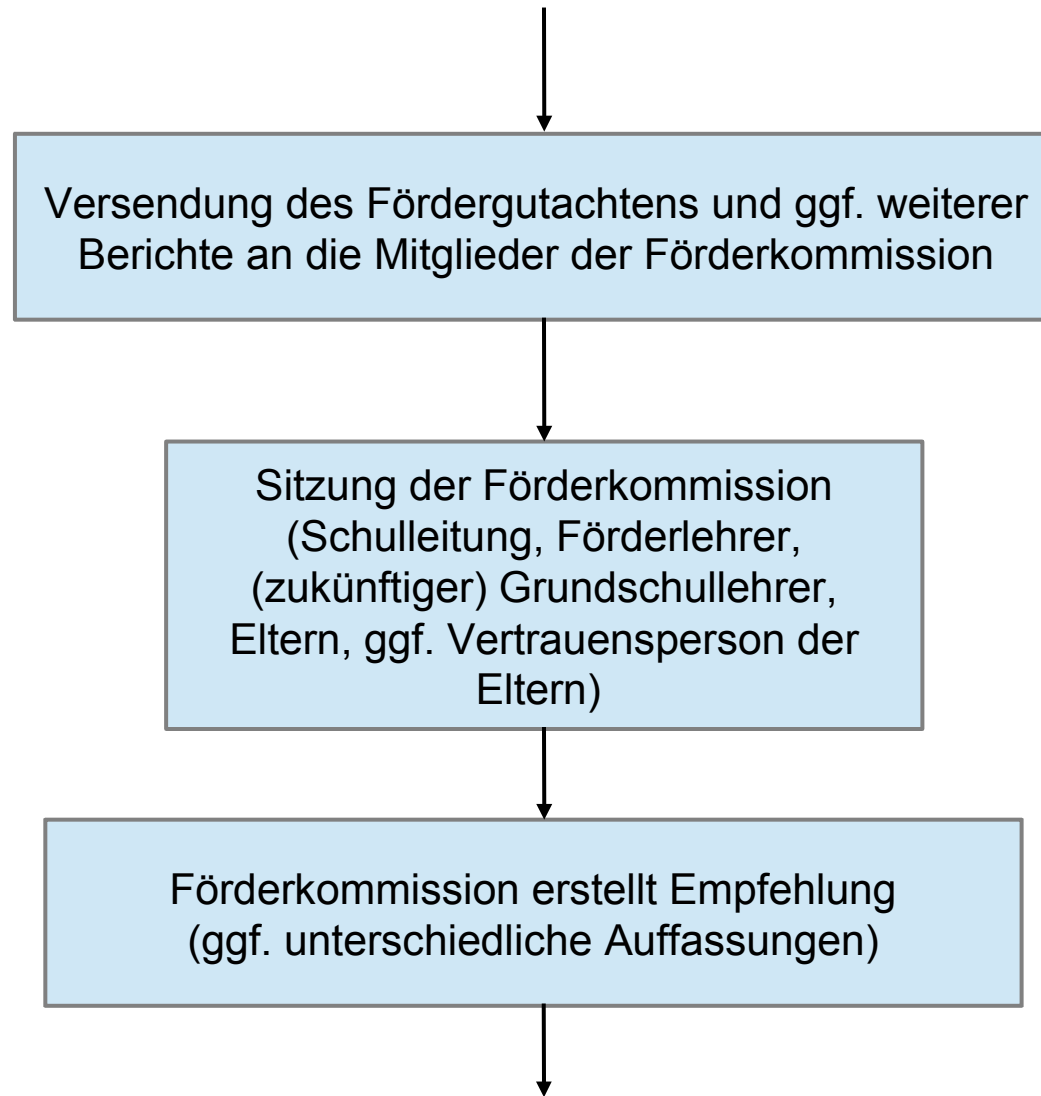 Versendung des Fördergutachtens und ggf. weiterer
Berichte an die Mitglieder der Förderkommission
Sitzung der Förderkommission
(Schulleitung, Förderlehrer,
(zukünftiger) Grundschullehrer,
Eltern, ggf. Vertrauensperson der
Eltern)
Förderkommission erstellt Empfehlung
(ggf. unterschiedliche Auffassungen)